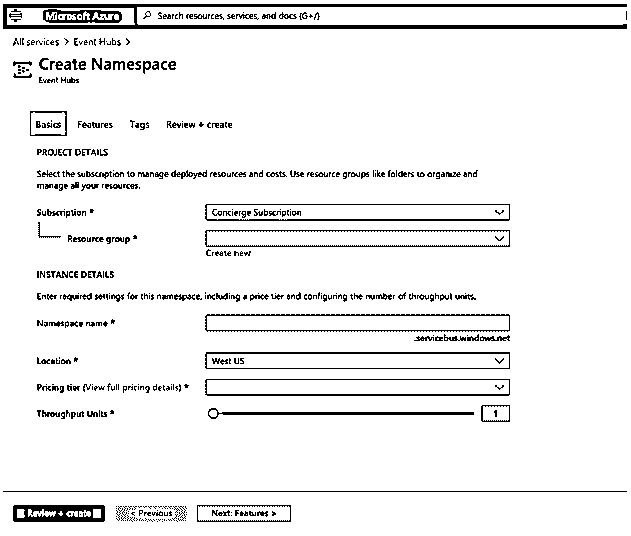 Microsoft Azure
Search resources, services, and docs (G+/)
All services > Event Hubs >
Create Namespace
Event Hubs
Basics Features Tags Review + create
PROJECT DETAILS
Select the subscription to manage deployed resources and costs. Use resource groups like folders to organize and
manage all your resources.
Subscription * Concierge Subscription
Resource group *
Create new
INSTANCE DETAILS
Enter required settings for this namespace, including a price tier and configuring the number of throughput units.
Namespace name *
.servicebus.windows.net
Location * West US
Pricing tier (View full pricing details) *
Throughput Units * 1
Review + create < Previous Next: Features >